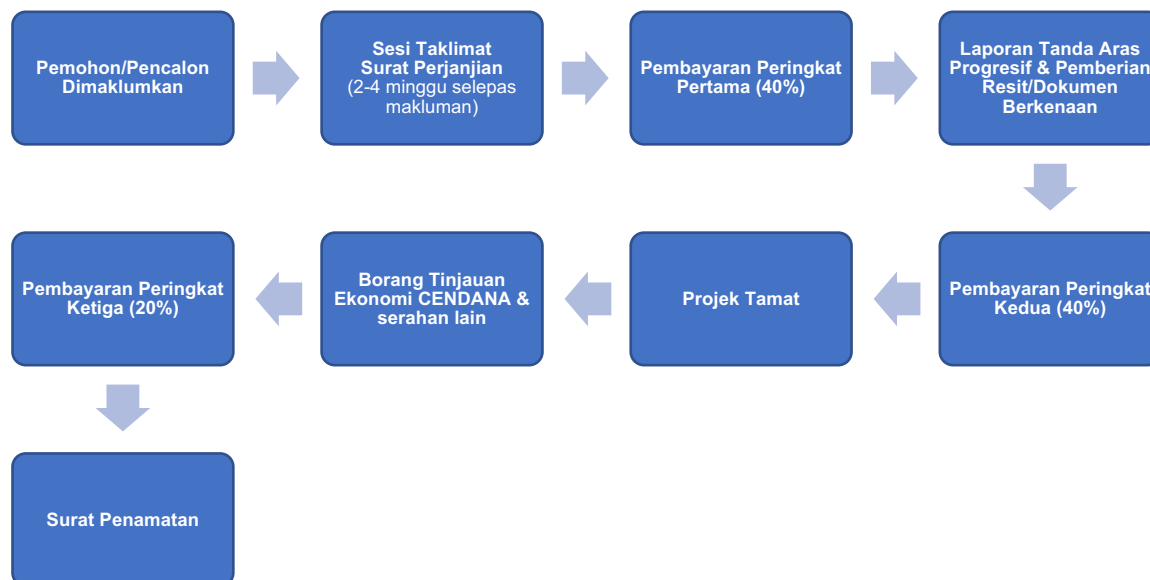 Pemohon/Pencalon
Dimaklumkan
Sesi Taklimat
Surat Perjanjian
(2-4 minggu selepas
makluman)
Pembayaran Peringkat
Pertama (40%)
Laporan Tanda Aras
Progresif & Pemberian
Resit/Dokumen
Berkenaan
Pembayaran Peringkat
Kedua (40%)
Projek Tamat
Borang Tinjauan
Ekonomi CENDANA &
serahan lain
Pembayaran Peringkat
Ketiga (20%)
Surat Penamatan